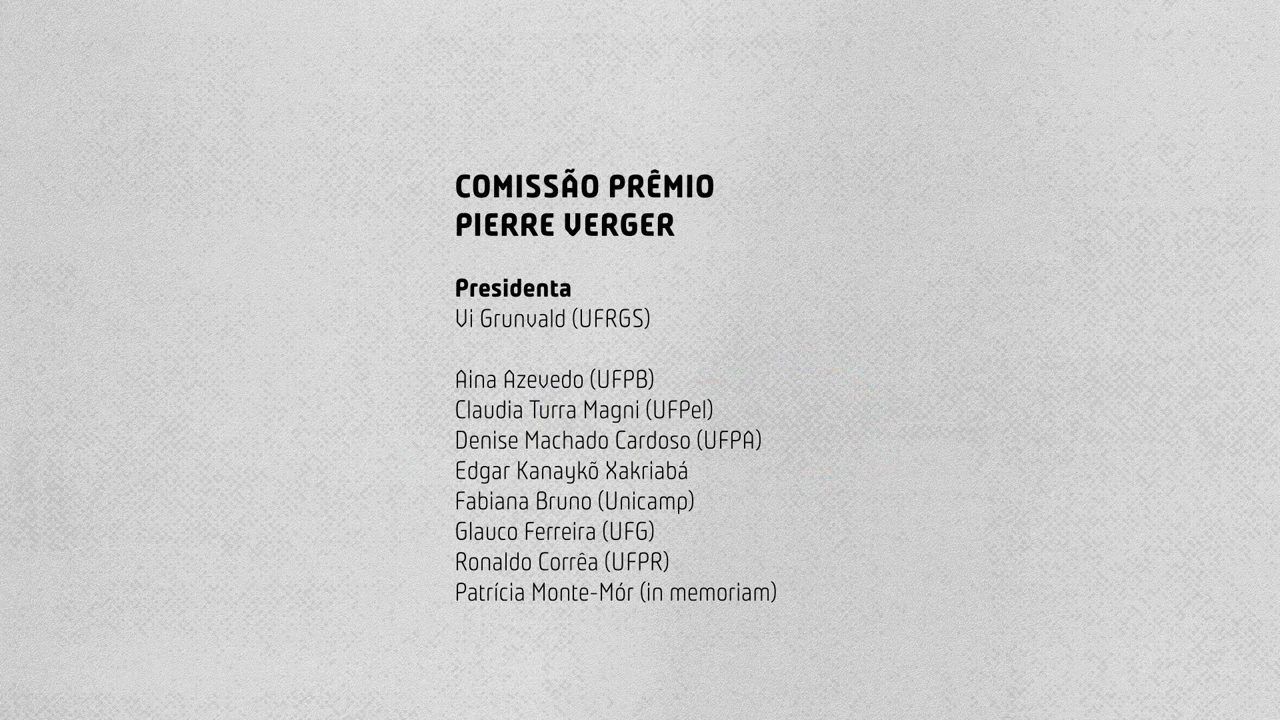 COMISSÃO PRÊMIO
PIERRE VERGER
Presidenta
Vi Grunvald (UFRGS)
Aina Azevedo (UFPB)
Claudia Turra Magni (UFPel)
Denise Machado Cardoso (UFPA)
Edgar Kanaykõ Xakriabá
Fabiana Bruno (Unicamp)
Glauco Ferreira (UFG)
Ronaldo Corrêa (UFPR)
Patrícia Monte-Mór (in memoriam)